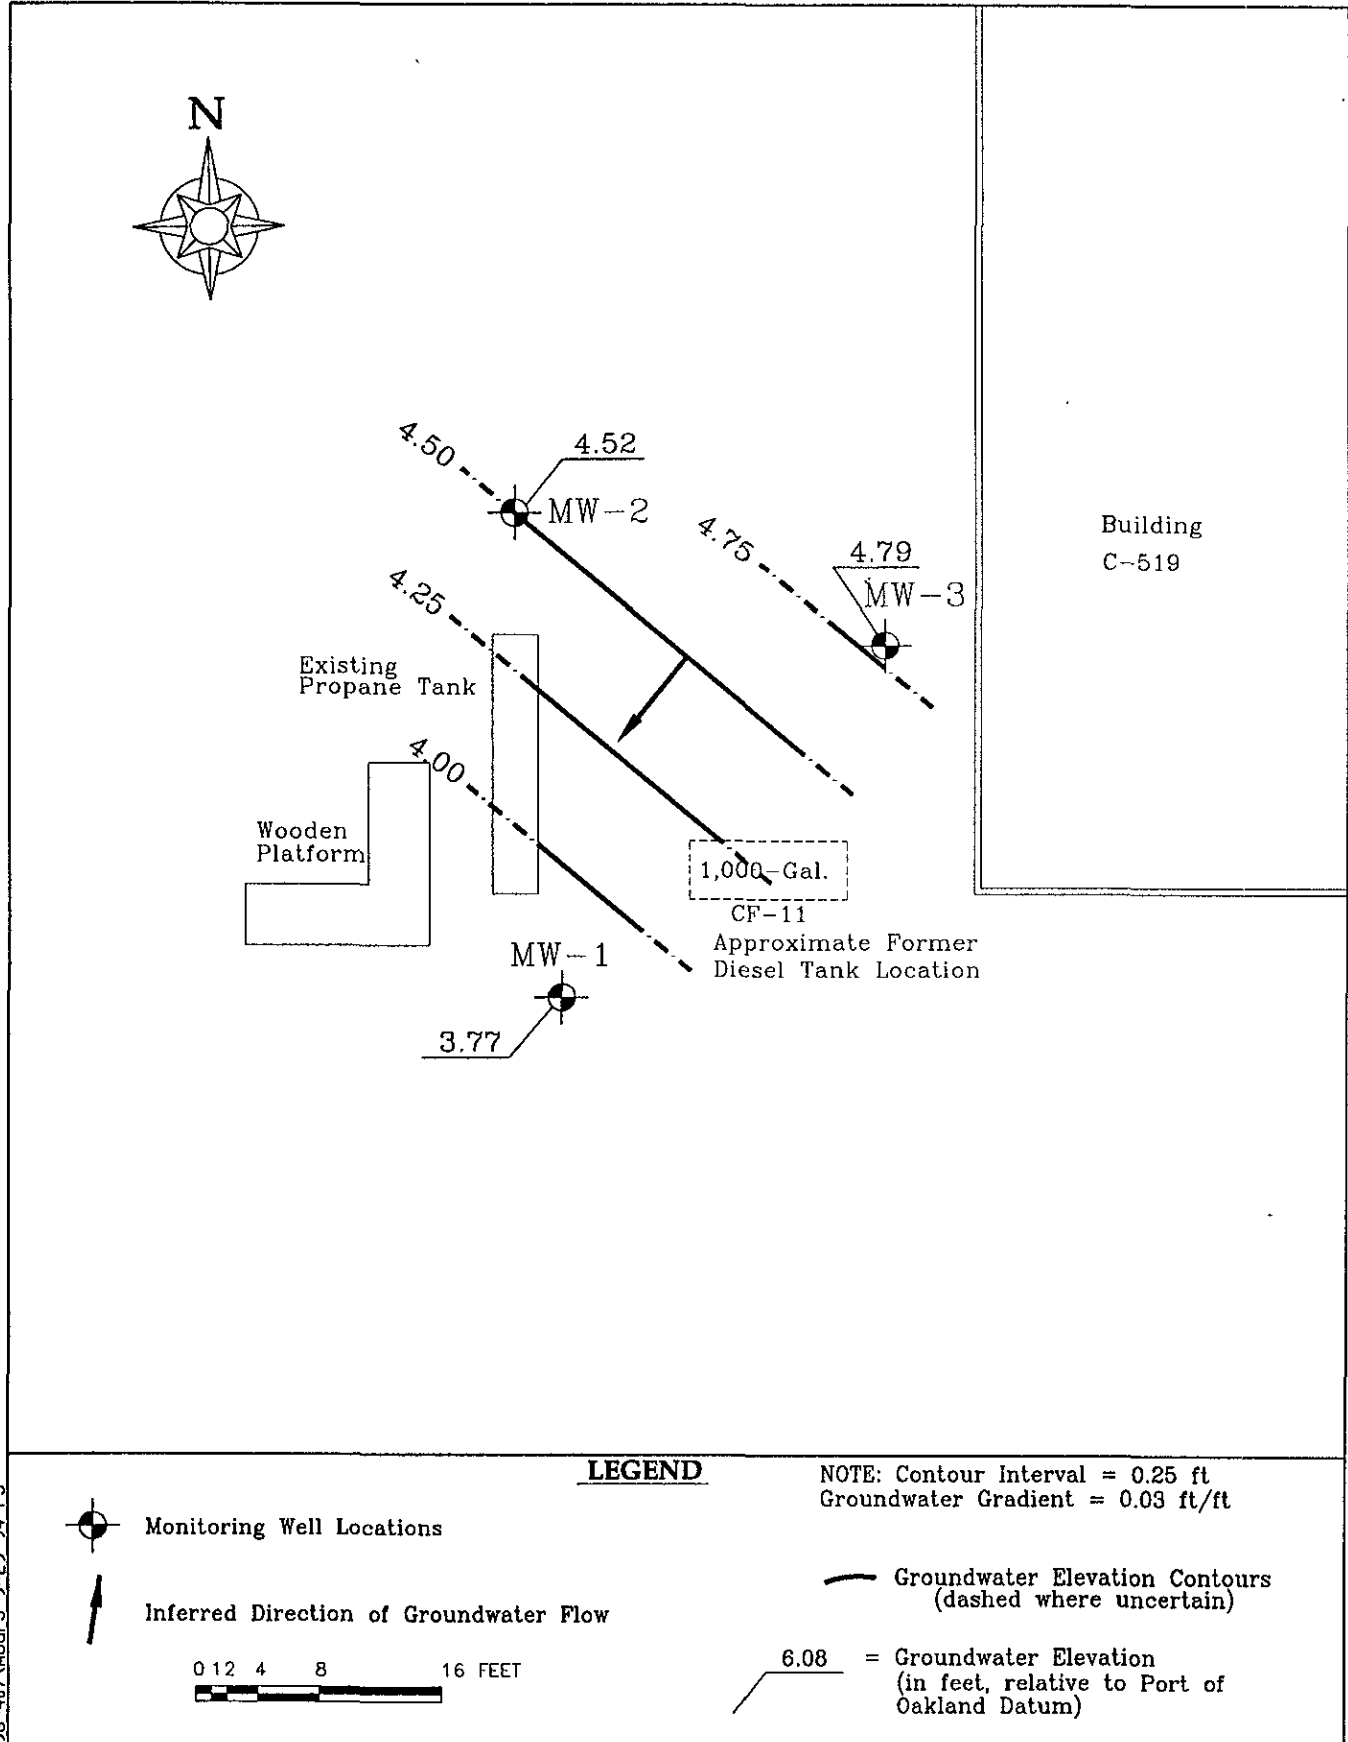 N
4.50
4.52
MW-2
4.75
4.79
MW-3
Building
C-519
4.25
Existing
Propane Tank
4.00
Wooden
Platform
1,000-Gal.
CF-11
Approximate Former
Diesel Tank Location
MW-1
3.77
LEGEND
NOTE: Contour Interval = 0.25 ft
Groundwater Gradient = 0.03 ft/ft
Monitoring Well Locations
Inferred Direction of Groundwater Flow
0 1 2 4 8 16 FEET
Groundwater Elevation Contours
(dashed where uncertain)
6.08 = Groundwater Elevation
(in feet, relative to Port of
Oakland Datum)